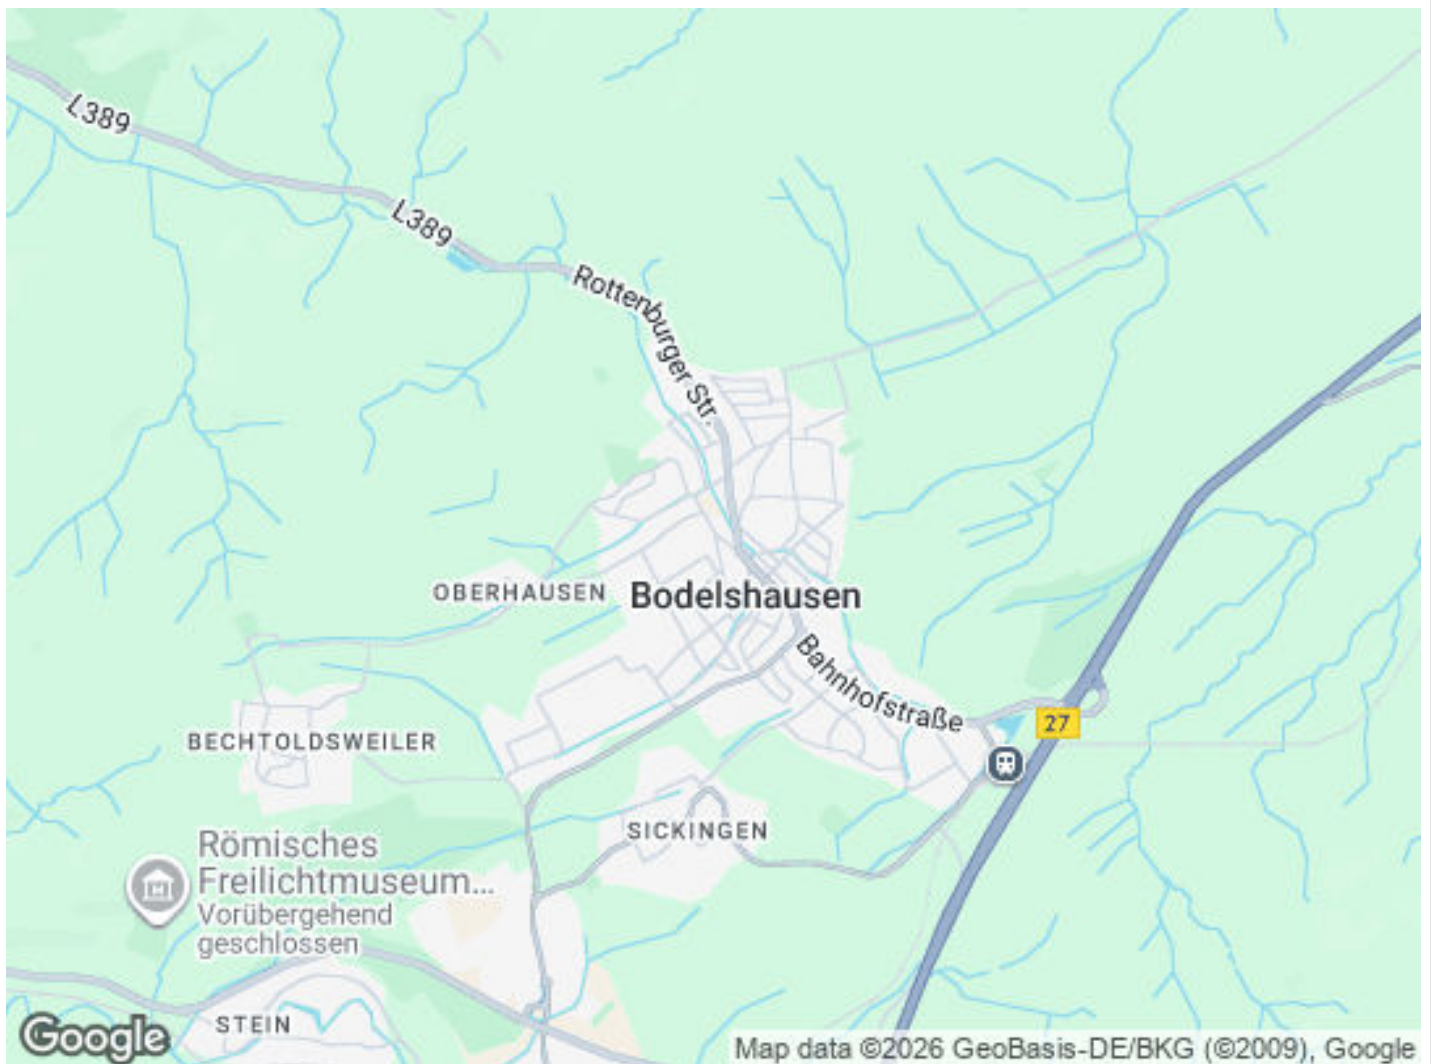 L389
L389
Rottenburger Str.
OBERHAUSEN
Bodelshausen
Bahnhofstraße
27
BECHTOLDSWEILER
SICKINGEN
Römisches
Freilichtmuseum...
Vorübergehend
geschlossen
STEIN
Google
Map data ©2026 GeoBasis-DE/BKG (©2009), Google